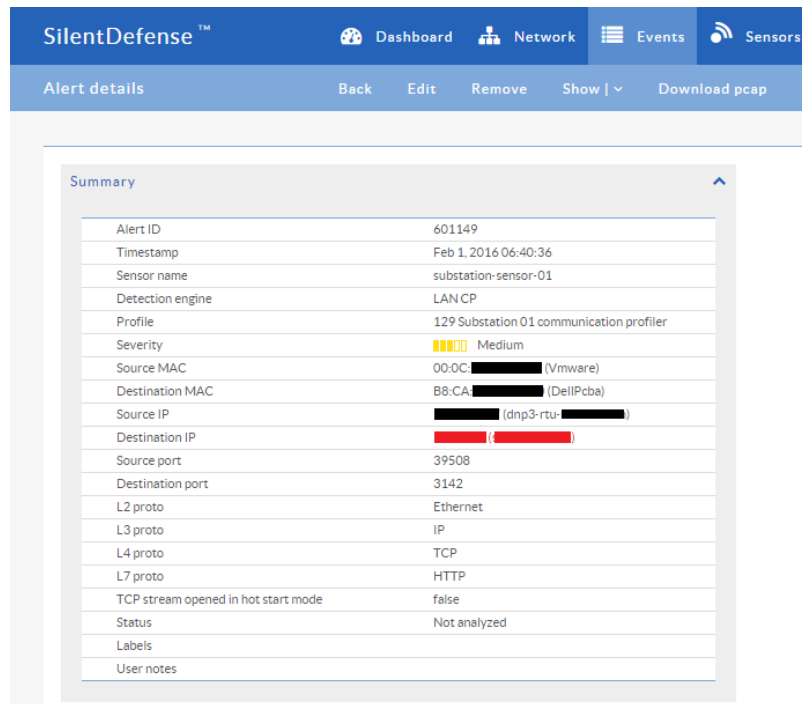 SilentDefense ™ Dashboard Network Events Sensors
Alert details Back Edit Remove Show | Download pcap
Summary
Alert ID 601149
Timestamp Feb 1, 2016 06:40:36
Sensor name substation-sensor-01
Detection engine LAN CP
Profile 129 Substation 01 communication profiler
Severity Medium
Source MAC 00:0C: (Vmware)
Destination MAC B8:CA: (DellPcba)
Source IP (dnp3-rtu- )
Destination IP ( )
Source port 39508
Destination port 3142
L2 proto Ethernet
L3 proto IP
L4 proto TCP
L7 proto HTTP
TCP stream opened in hot start mode false
Status Not analyzed
Labels
User notes